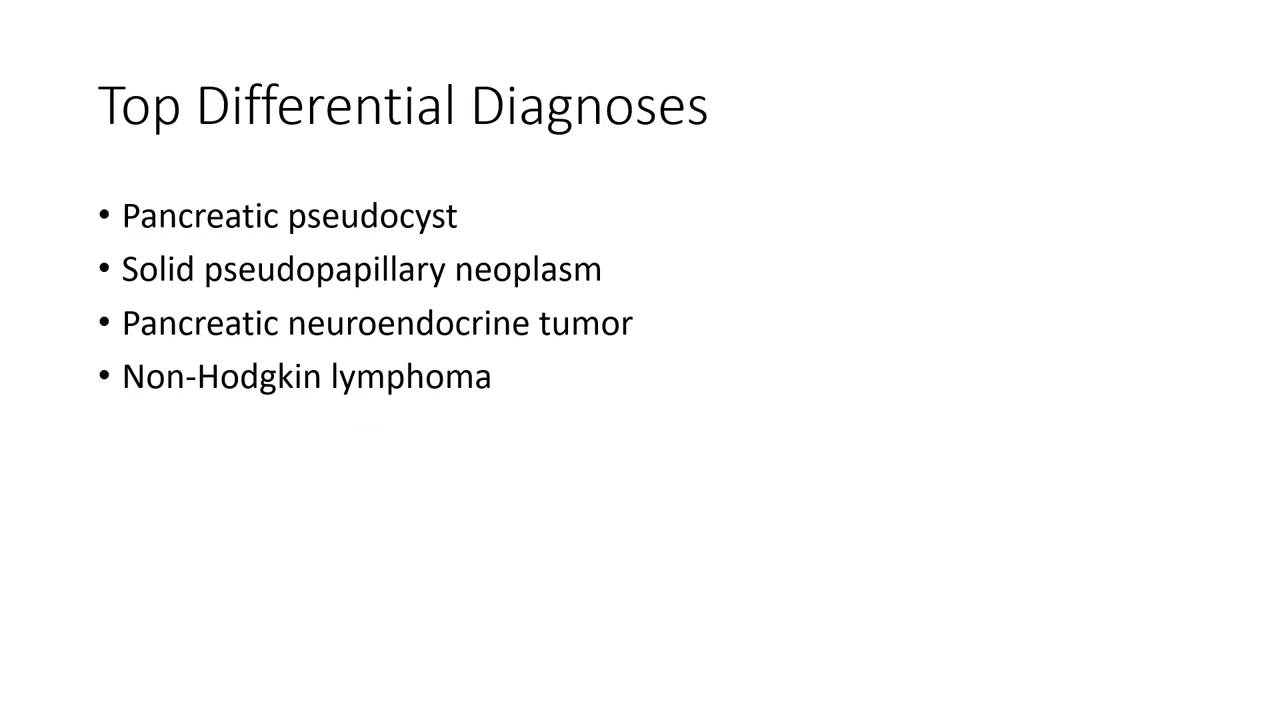 Top Differential Diagnoses
• Pancreatic pseudocyst
• Solid pseudopapillary neoplasm
• Pancreatic neuroendocrine tumor
• Non-Hodgkin lymphoma